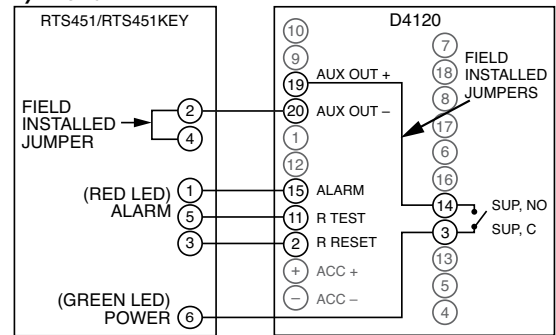 RTS451/RTS451KEY
D4120
FIELD
INSTALLED
JUMPER
2
4
(RED LED)
ALARM
1
5
3
(GREEN LED)
POWER
6
10
9
19 AUX OUT +
20 AUX OUT –
1
12
15 ALARM
11 R TEST
2 R RESET
+ ACC +
– ACC –
FIELD
INSTALLED
JUMPERS
7
18
8
17
6
16
14 SUP, NO
3 SUP, C
13
5
4